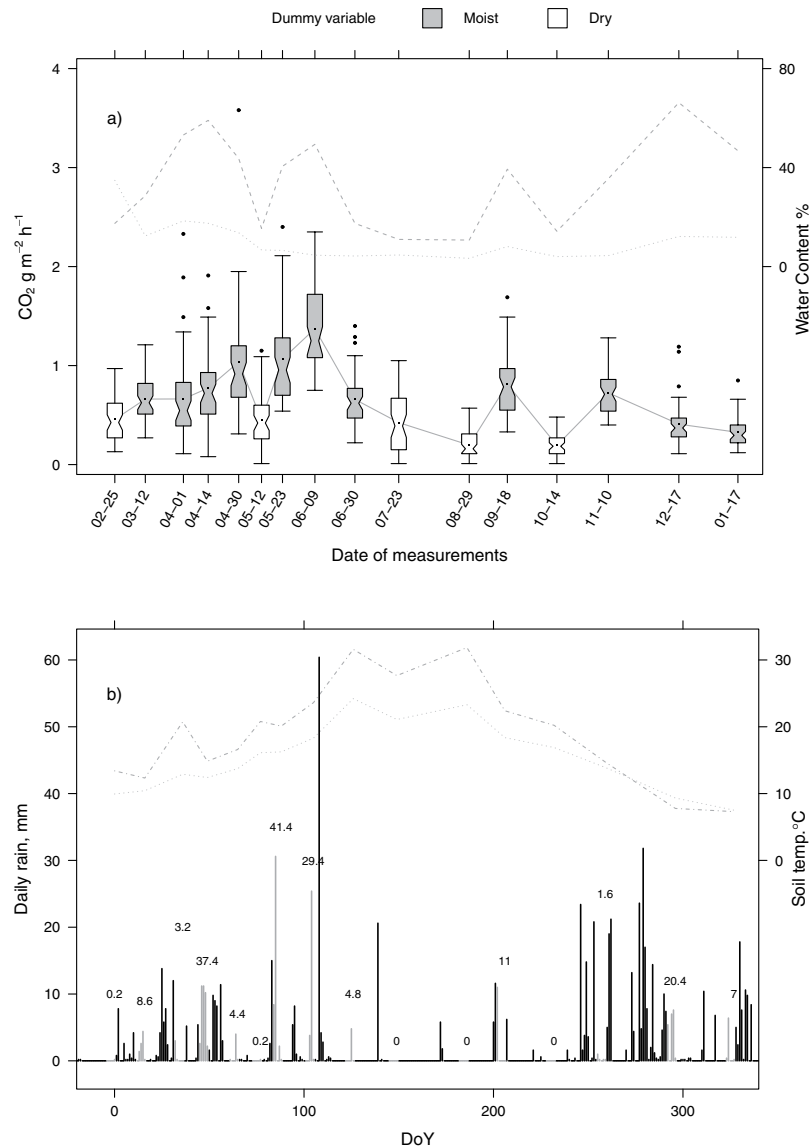 Dummy variable Moist Dry
a)
4
3
2
1
0
CO2 g m−2 h−1
80
40
0
Water Content %
02−25 03−12 04−01 04−14 04−30 05−12 05−23 06−09 06−30 07−23 08−29 09−18 10−14 11−10 12−17 01−17
Date of measurements
b)
60
50
40
30
20
10
0
Daily rain, mm
30
20
10
0
Soil temp.°C
0.2 8.6 3.2 37.4 4.4 0.2 41.4 29.4 4.8 0 0 11 0 1.6 20.4 7
0 100 200 300
DoY